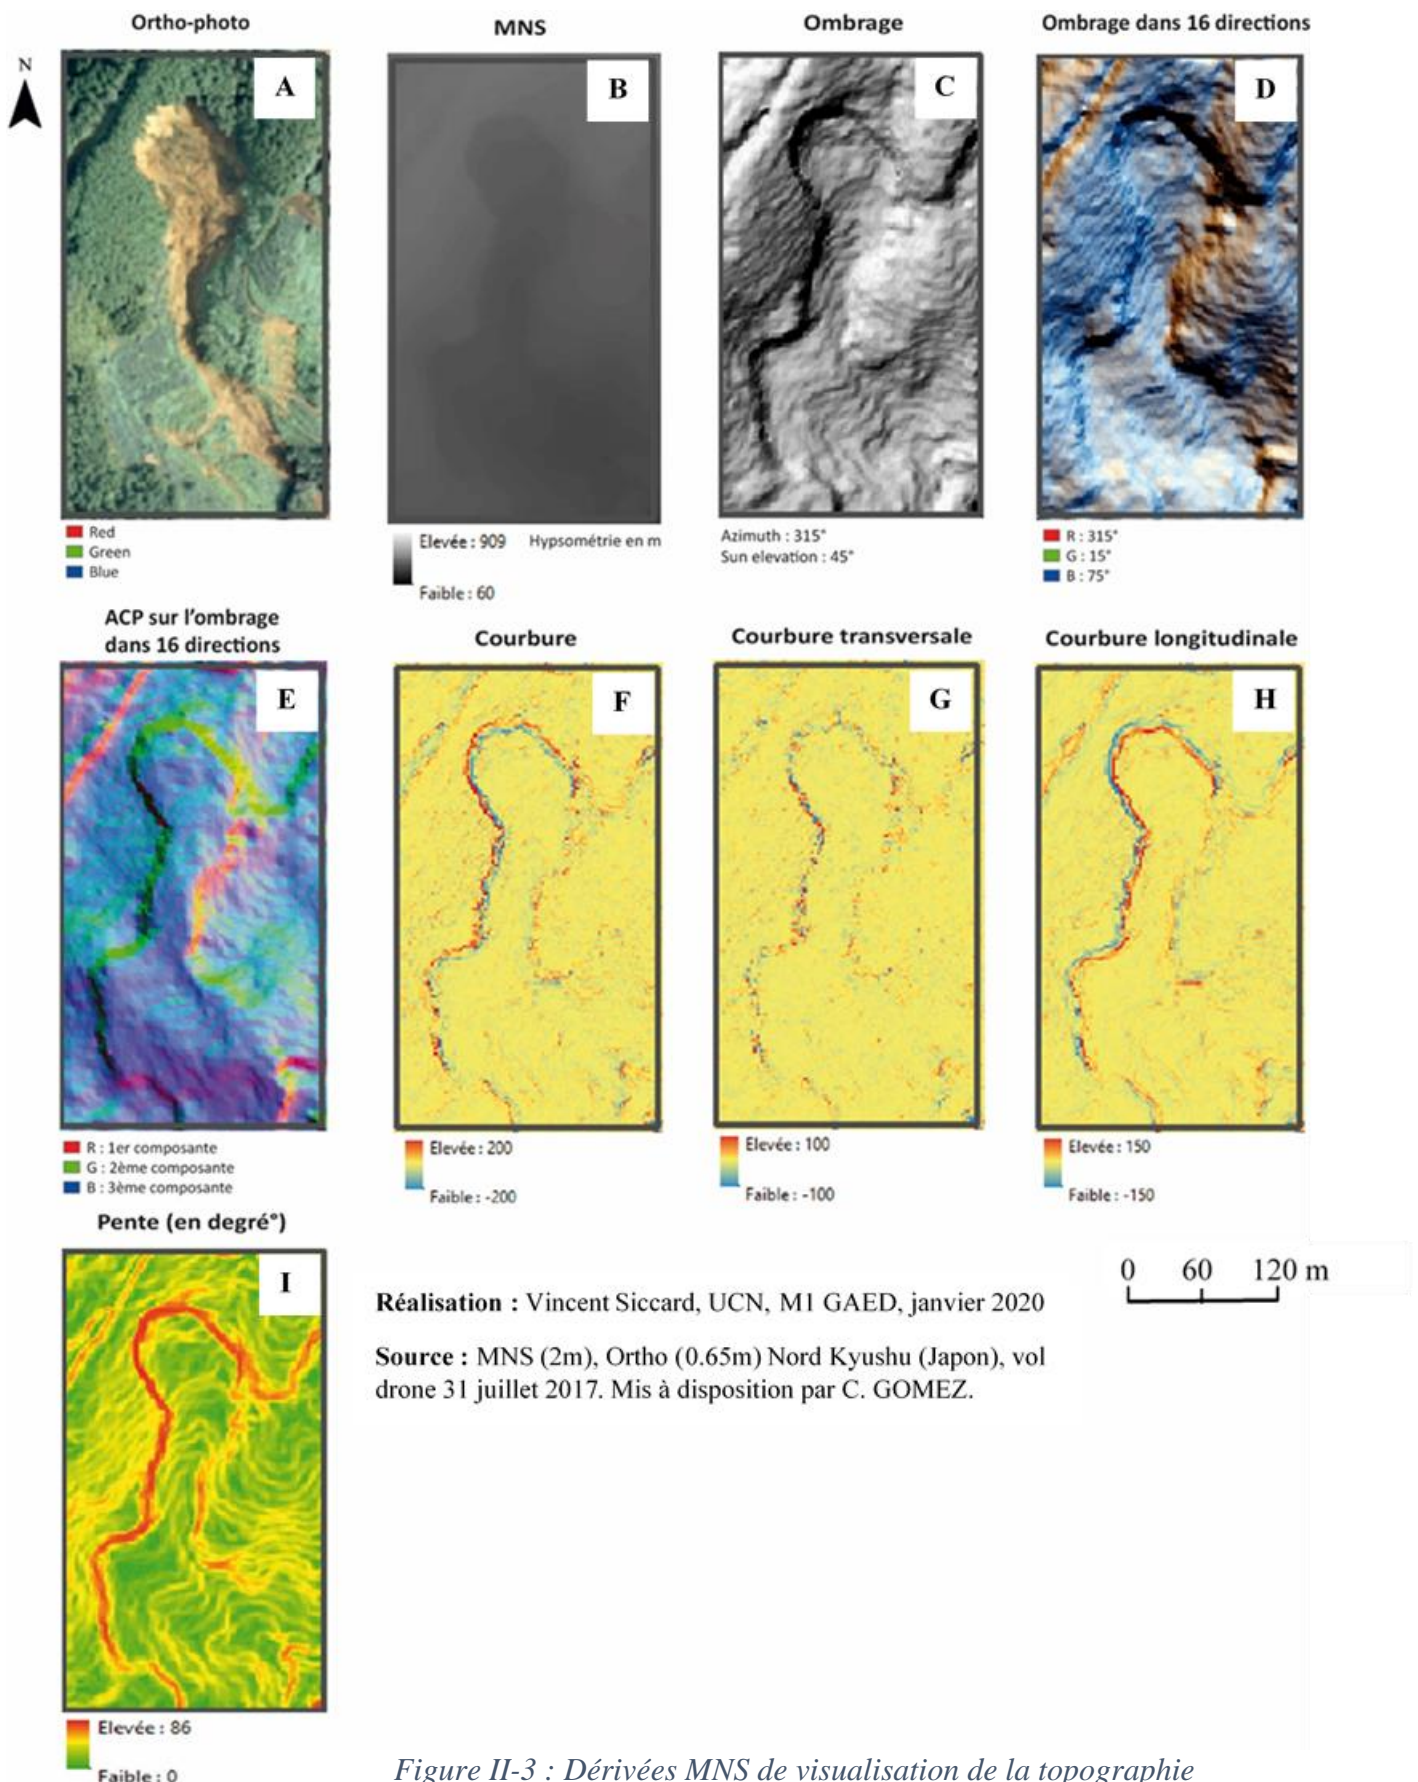 Ortho-photo
MNS
Ombrage
Ombrage dans 16 directions
N
A
B
C
D
Red
Green
Blue
Elevée : 909 Hypsométrie en m
Faible : 60
Azimuth : 315°
Sun elevation : 45°
R : 315°
G : 15°
B : 75°
ACP sur l'ombrage
dans 16 directions
Courbure
Courbure transversale
Courbure longitudinale
E
F
G
H
R : 1er composante
G : 2ème composante
B : 3ème composante
Elevée : 200
Faible : -200
Elevée : 100
Faible : -100
Elevée : 150
Faible : -150
Pente (en degré°)
I
0 60 120 m
Réalisation : Vincent Siccard, UCN, M1 GAED, janvier 2020
Source : MNS (2m), Ortho (0.65m) Nord Kyushu (Japon), vol
drone 31 juillet 2017. Mis à disposition par C. GOMEZ.
Elevée : 86
Faible : 0
Figure II-3 : Dérivées MNS de visualisation de la topographie